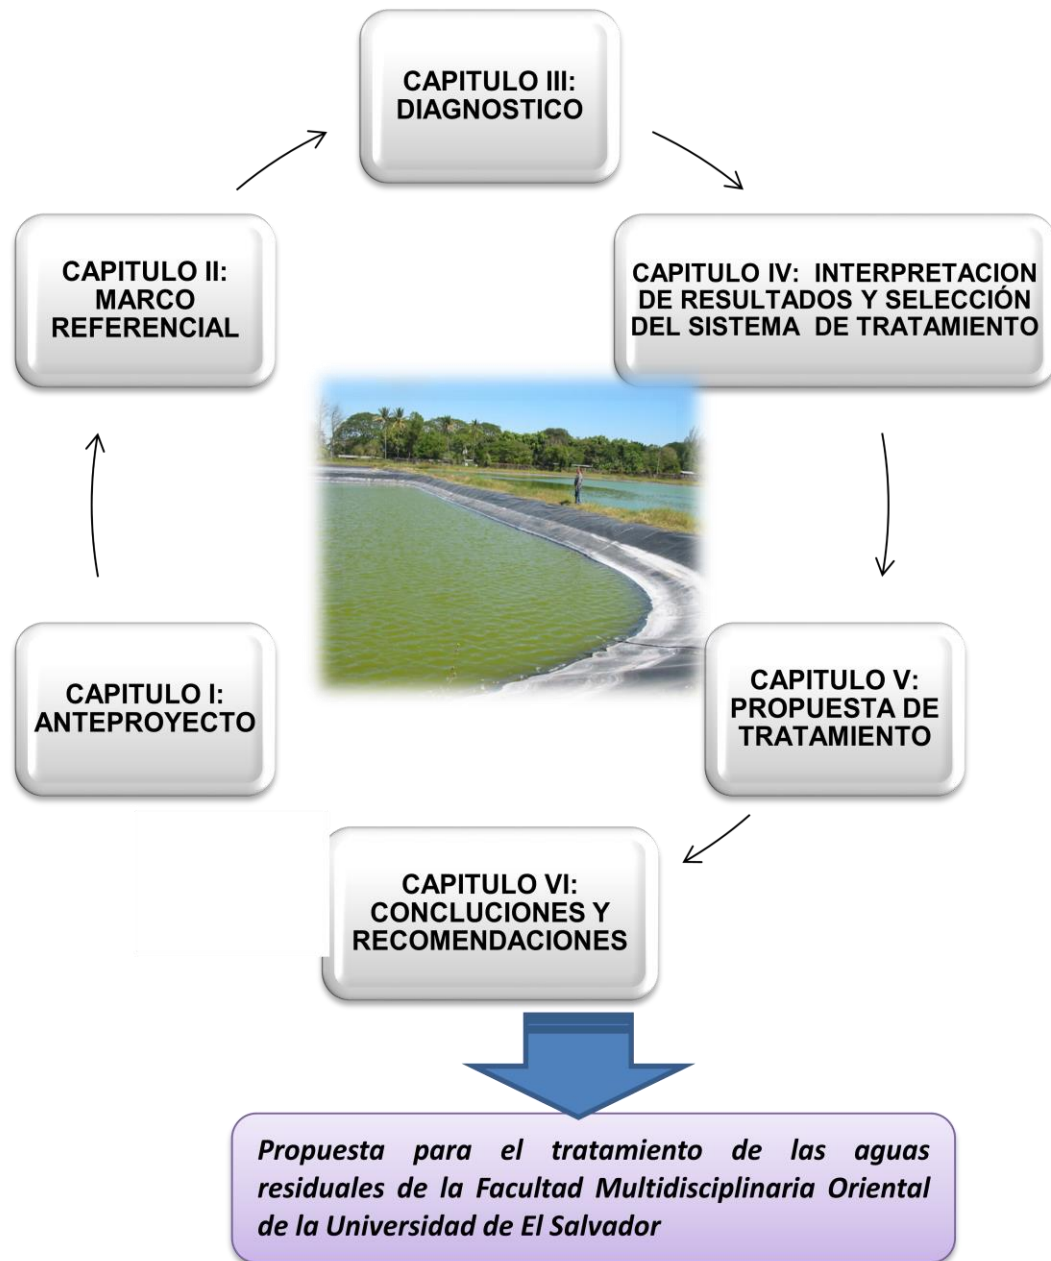 CAPITULO III:
DIAGNOSTICO
CAPITULO II:
MARCO
REFERENCIAL
CAPITULO IV:  INTERPRETACION
DE RESULTADOS Y SELECCIÓN
DEL SISTEMA  DE TRATAMIENTO
CAPITULO I:
ANTEPROYECTO
CAPITULO V:
PROPUESTA DE
TRATAMIENTO
CAPITULO VI:
CONCLUCIONES Y
RECOMENDACIONES
Propuesta para el tratamiento de las aguas
residuales de la Facultad Multidisciplinaria Oriental
de la Universidad de El Salvador